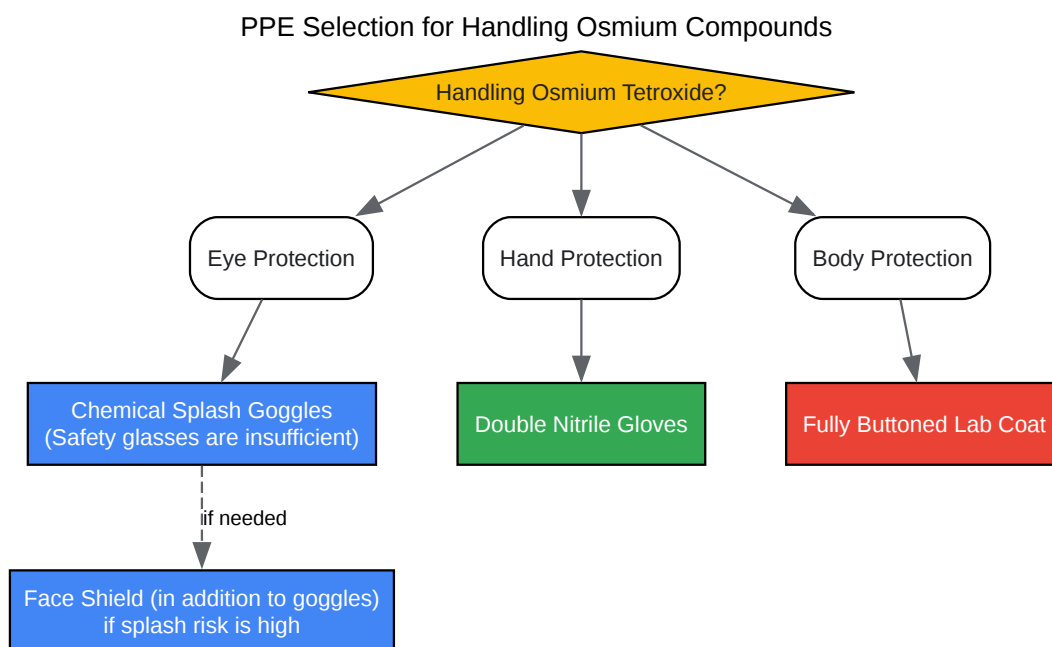 PPE Selection for Handling Osmium Compounds
Handling Osmium Tetroxide?
Eye Protection
Hand Protection
Body Protection
Chemical Splash Goggles
(Safety glasses are insufficient)
Double Nitrile Gloves
Fully Buttoned Lab Coat
if needed
Face Shield (in addition to goggles)
if splash risk is high